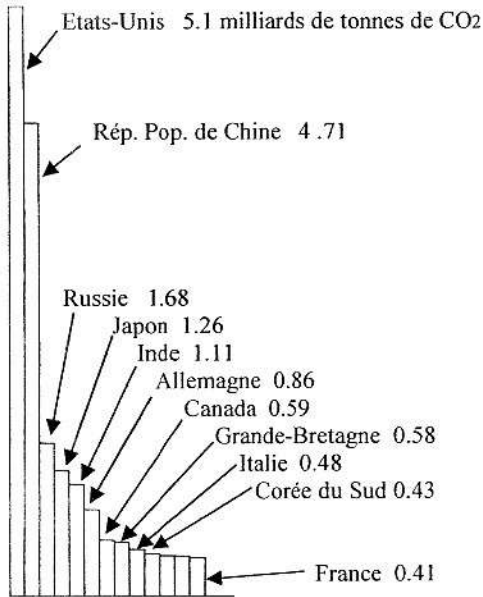 Etats-Unis 5.1 milliards de tonnes de CO2
Rép. Pop. de Chine 4 .71
Russie 1.68
Japon 1.26
Inde 1.11
Allemagne 0.86
Canada 0.59
Grande-Bretagne 0.58
Italie 0.48
Corée du Sud 0.43
France 0.41